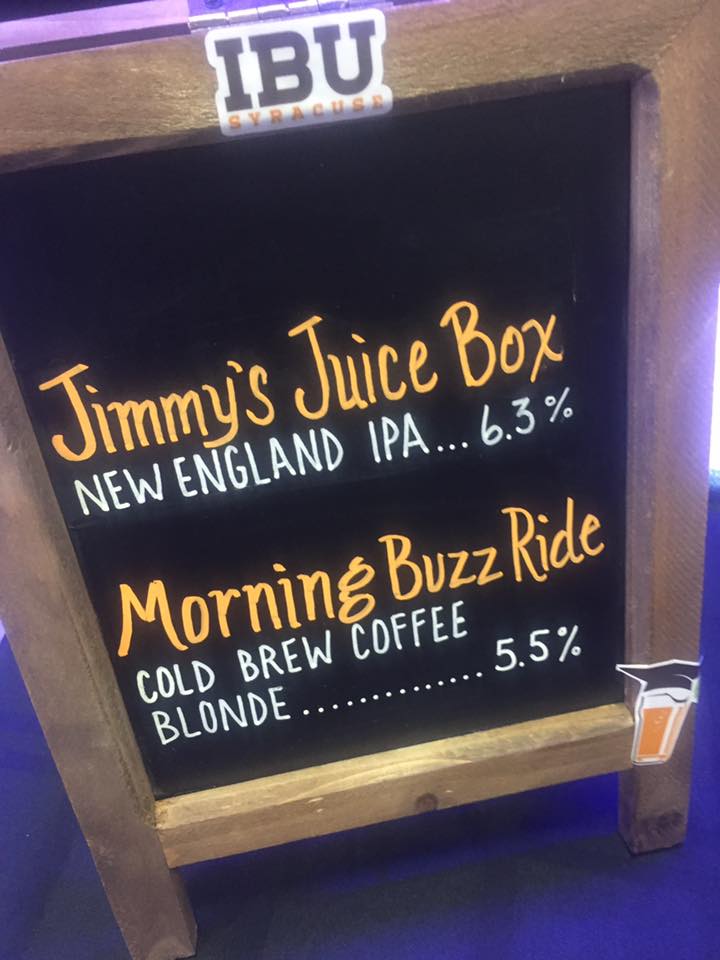 IBU
SYRACUSE
Jimmy's Juice Box
NEW ENGLAND IPA... 6.3%
Morning Buzz Ride
COLD BREW COFFEE
BLONDE .............. 5.5%